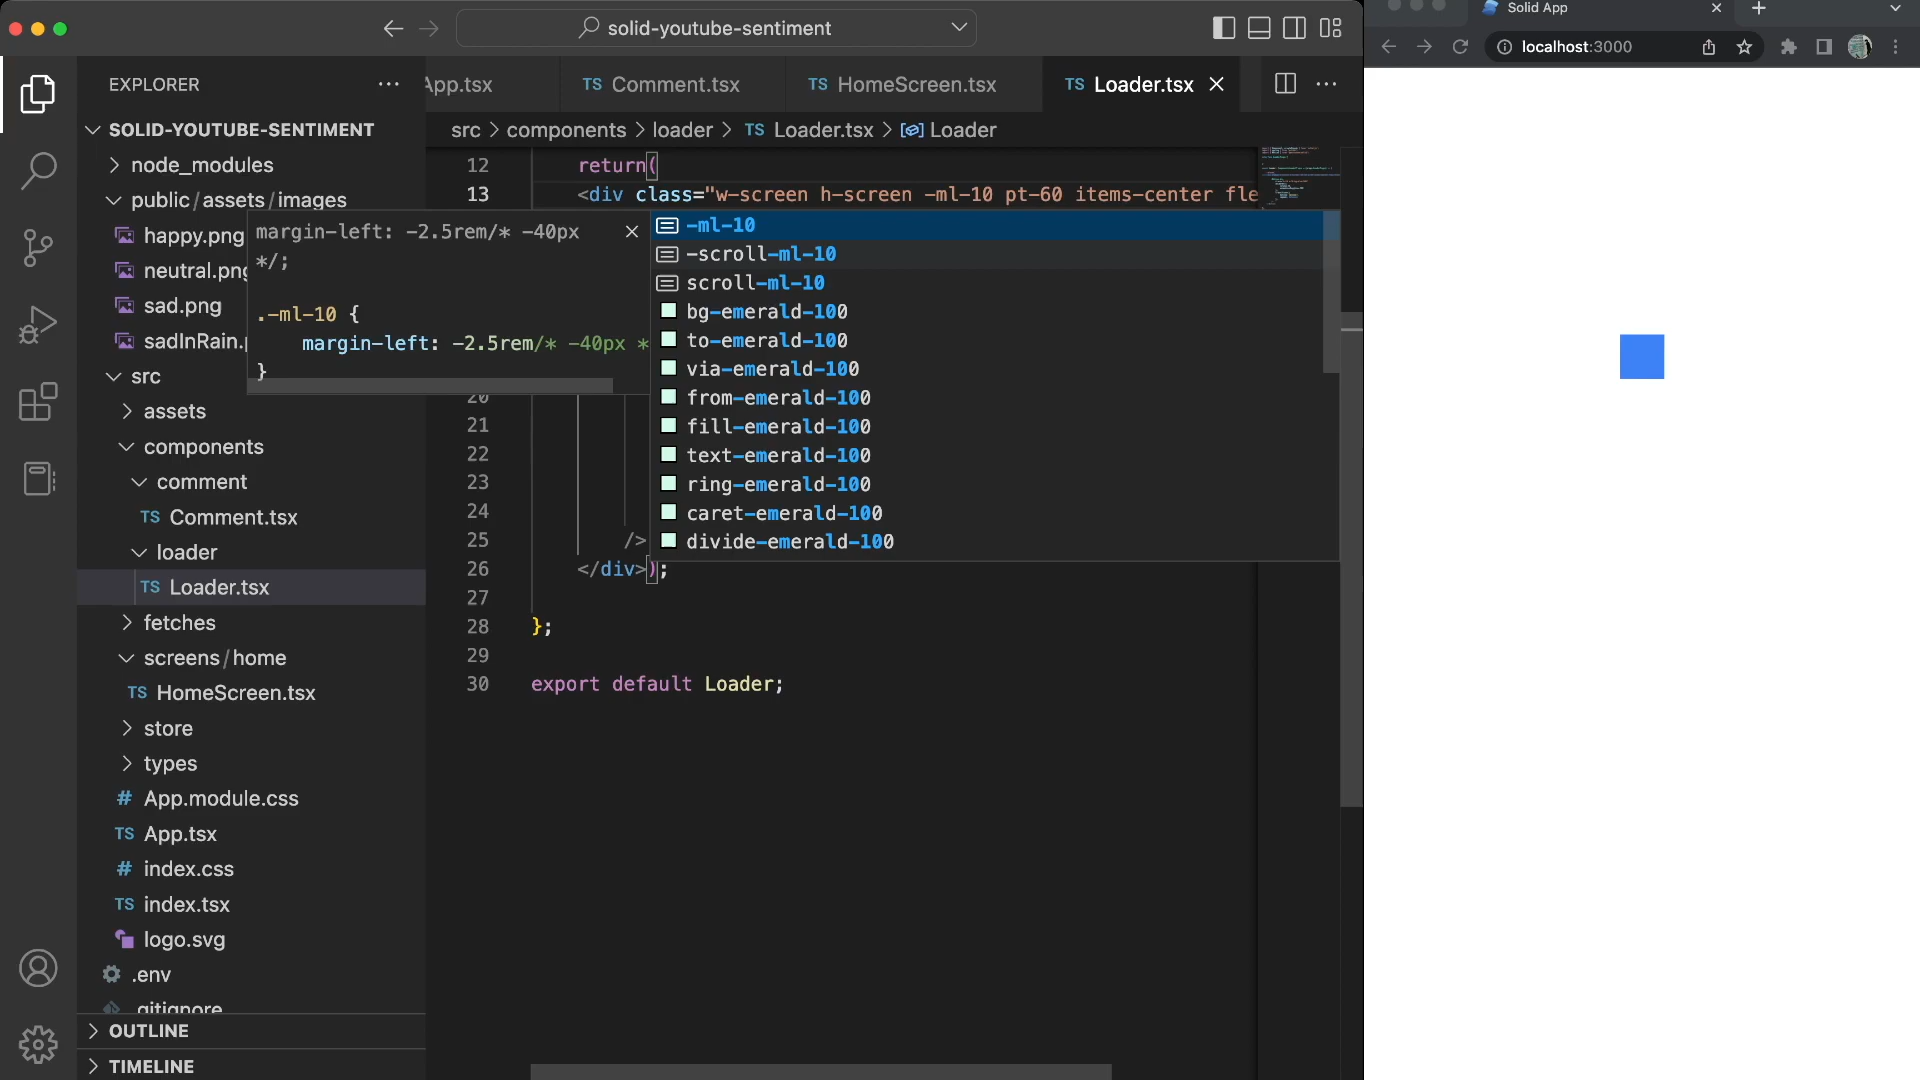 solid-youtube-sentiment
Solid App
localhost:3000
EXPLORER
App.tsx
TS Comment.tsx
TS HomeScreen.tsx
TS Loader.tsx
SOLID-YOUTUBE-SENTIMENT
src > components > loader > TS Loader.tsx > Loader
node_modules
public/assets/images
happy.png
neutral.png
sad.png
sadInRain.
src
assets
components
comment
TS Comment.tsx
loader
TS Loader.tsx
fetches
screens/home
TS HomeScreen.tsx
store
types
# App.module.css
TS App.tsx
# index.css
TS index.tsx
logo.svg
.env
.gitignore
OUTLINE
TIMELINE
12 return(
13 <div class="w-screen h-screen -ml-10 pt-60 items-center fle
margin-left: -2.5rem/* -40px
*/;
.-ml-10 {
margin-left: -2.5rem/* -40px *
}
-ml-10
-scroll-ml-10
scroll-ml-10
bg-emerald-100
to-emerald-100
via-emerald-100
from-emerald-100
fill-emerald-100
text-emerald-100
ring-emerald-100
caret-emerald-100
divide-emerald-100
20
21
22
23
24
25 />
26 </div>);
27
28 };
29
30 export default Loader;